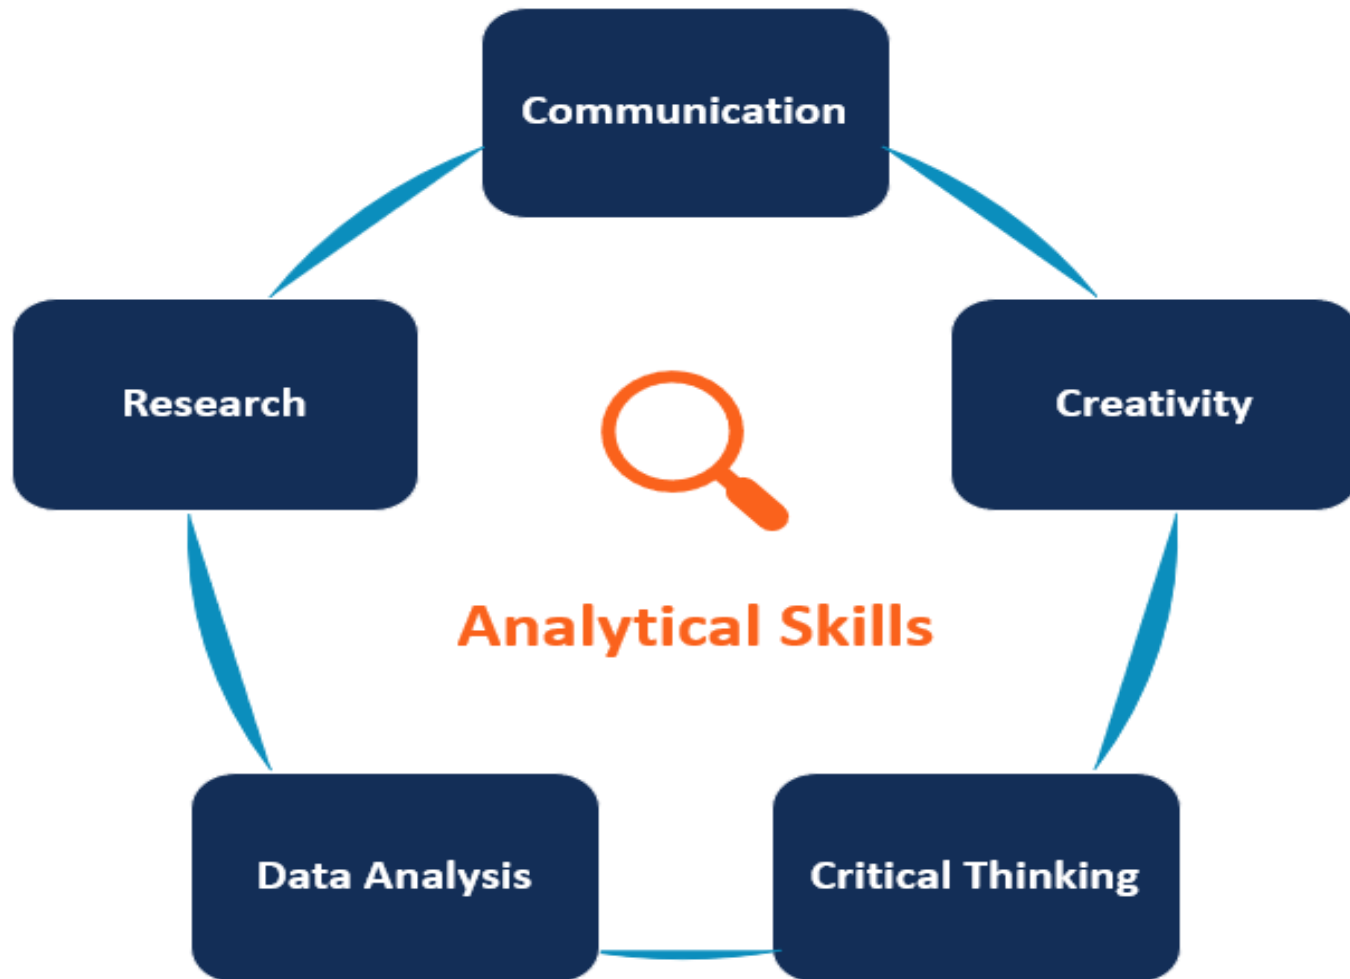 Communication
Research
Creativity
Analytical Skills
Data Analysis
Critical Thinking